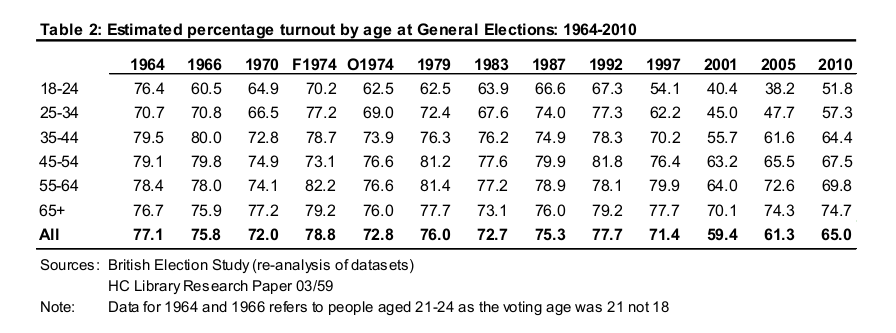 Table 2: Estimated percentage turnout by age at General Elections: 1964-2010
1964 1966 1970 F1974 O1974 1979 1983 1987 1992 1997 2001 2005 2010
18-24 76.4 60.5 64.9 70.2 62.5 62.5 63.9 66.6 67.3 54.1 40.4 38.2 51.8
25-34 70.7 70.8 66.5 77.2 69.0 72.4 67.6 74.0 77.3 62.2 45.0 47.7 57.3
35-44 79.5 80.0 72.8 78.7 73.9 76.3 76.2 74.9 78.3 70.2 55.7 61.6 64.4
45-54 79.1 79.8 74.9 73.1 76.6 81.2 77.6 79.9 81.8 76.4 63.2 65.5 67.5
55-64 78.4 78.0 74.1 82.2 76.6 81.4 77.2 78.9 78.1 79.9 64.0 72.6 69.8
65+ 76.7 75.9 77.2 79.2 76.0 77.7 73.1 76.0 79.2 77.7 70.1 74.3 74.7
All 77.1 75.8 72.0 78.8 72.8 76.0 72.7 75.3 77.7 71.4 59.4 61.3 65.0
Sources: British Election Study (re-analysis of datasets)
HC Library Research Paper 03/59
Note: Data for 1964 and 1966 refers to people aged 21-24 as the voting age was 21 not 18